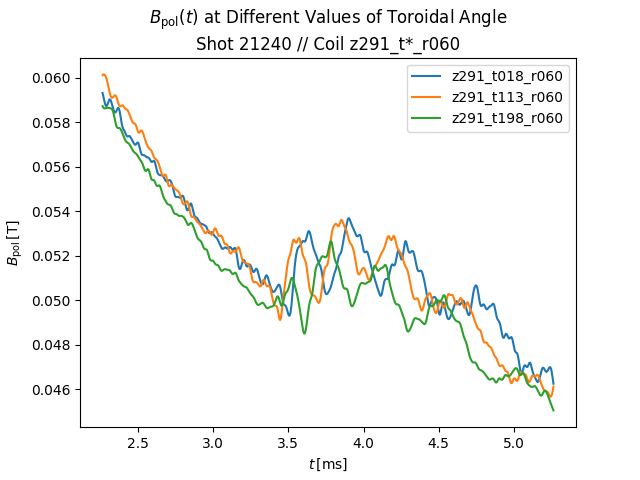 B_pol(t) at Different Values of Toroidal Angle
Shot 21240 // Coil z291_t*_r060
z291_t018_r060
z291_t113_r060
z291_t198_r060
0.060
0.058
0.056
0.054
0.052
0.050
0.048
0.046
B_pol [T]
2.5 3.0 3.5 4.0 4.5 5.0
t [ms]